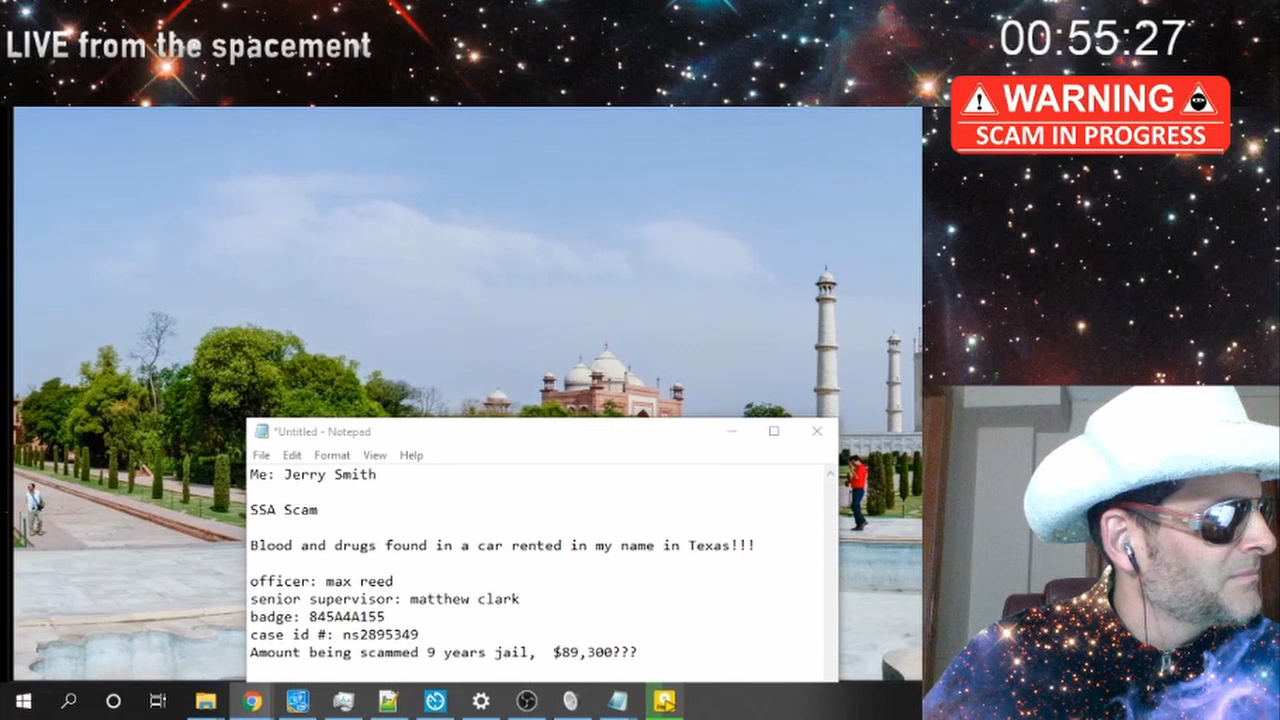 LIVE from the spacement
00:55:27
WARNING
SCAM IN PROGRESS
*Untitled - Notepad
File Edit Format View Help
Me: Jerry Smith
SSA Scam
Blood and drugs found in a car rented in my name in Texas!!!
officer: max reed
senior supervisor: matthew clark
badge: 845A4A155
case id #: ns2895349
Amount being scammed 9 years jail, $89,300???